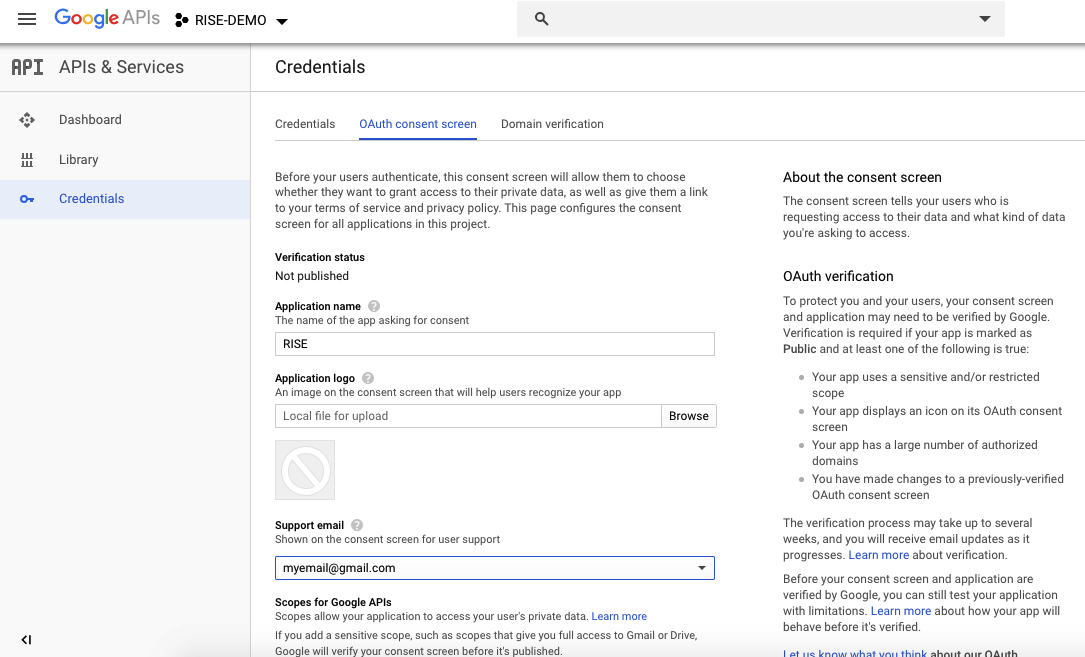 Google APIs
RISE-DEMO
API APIs & Services
Dashboard
Library
Credentials
Credentials
Credentials OAuth consent screen Domain verification
Before your users authenticate, this consent screen will allow them to choose
whether they want to grant access to their private data, as well as give them a link
to your terms of service and privacy policy. This page configures the consent
screen for all applications in this project.
Verification status
Not published
Application name ?
The name of the app asking for consent
RISE
Application logo ?
An image on the consent screen that will help users recognize your app
Local file for upload Browse
Support email ?
Shown on the consent screen for user support
myemail@gmail.com
Scopes for Google APIs
Scopes allow your application to access your user's private data. Learn more
If you add a sensitive scope, such as scopes that give you full access to Gmail or Drive,
Google will verify your consent screen before it's published.
About the consent screen
The consent screen tells your users who is
requesting access to their data and what kind of data
you're asking to access.
OAuth verification
To protect you and your users, your consent screen
and application may need to be verified by Google.
Verification is required if your app is marked as
Public and at least one of the following is true:
Your app uses a sensitive and/or restricted
scope
Your app displays an icon on its OAuth consent
screen
Your app has a large number of authorized
domains
You have made changes to a previously-verified
OAuth consent screen
The verification process may take up to several
weeks, and you will receive email updates as it
progresses. Learn more about verification.
Before your consent screen and application are
verified by Google, you can still test your application
with limitations. Learn more about how your app will
behave before it's verified.
Let us know what you think about our OAuth